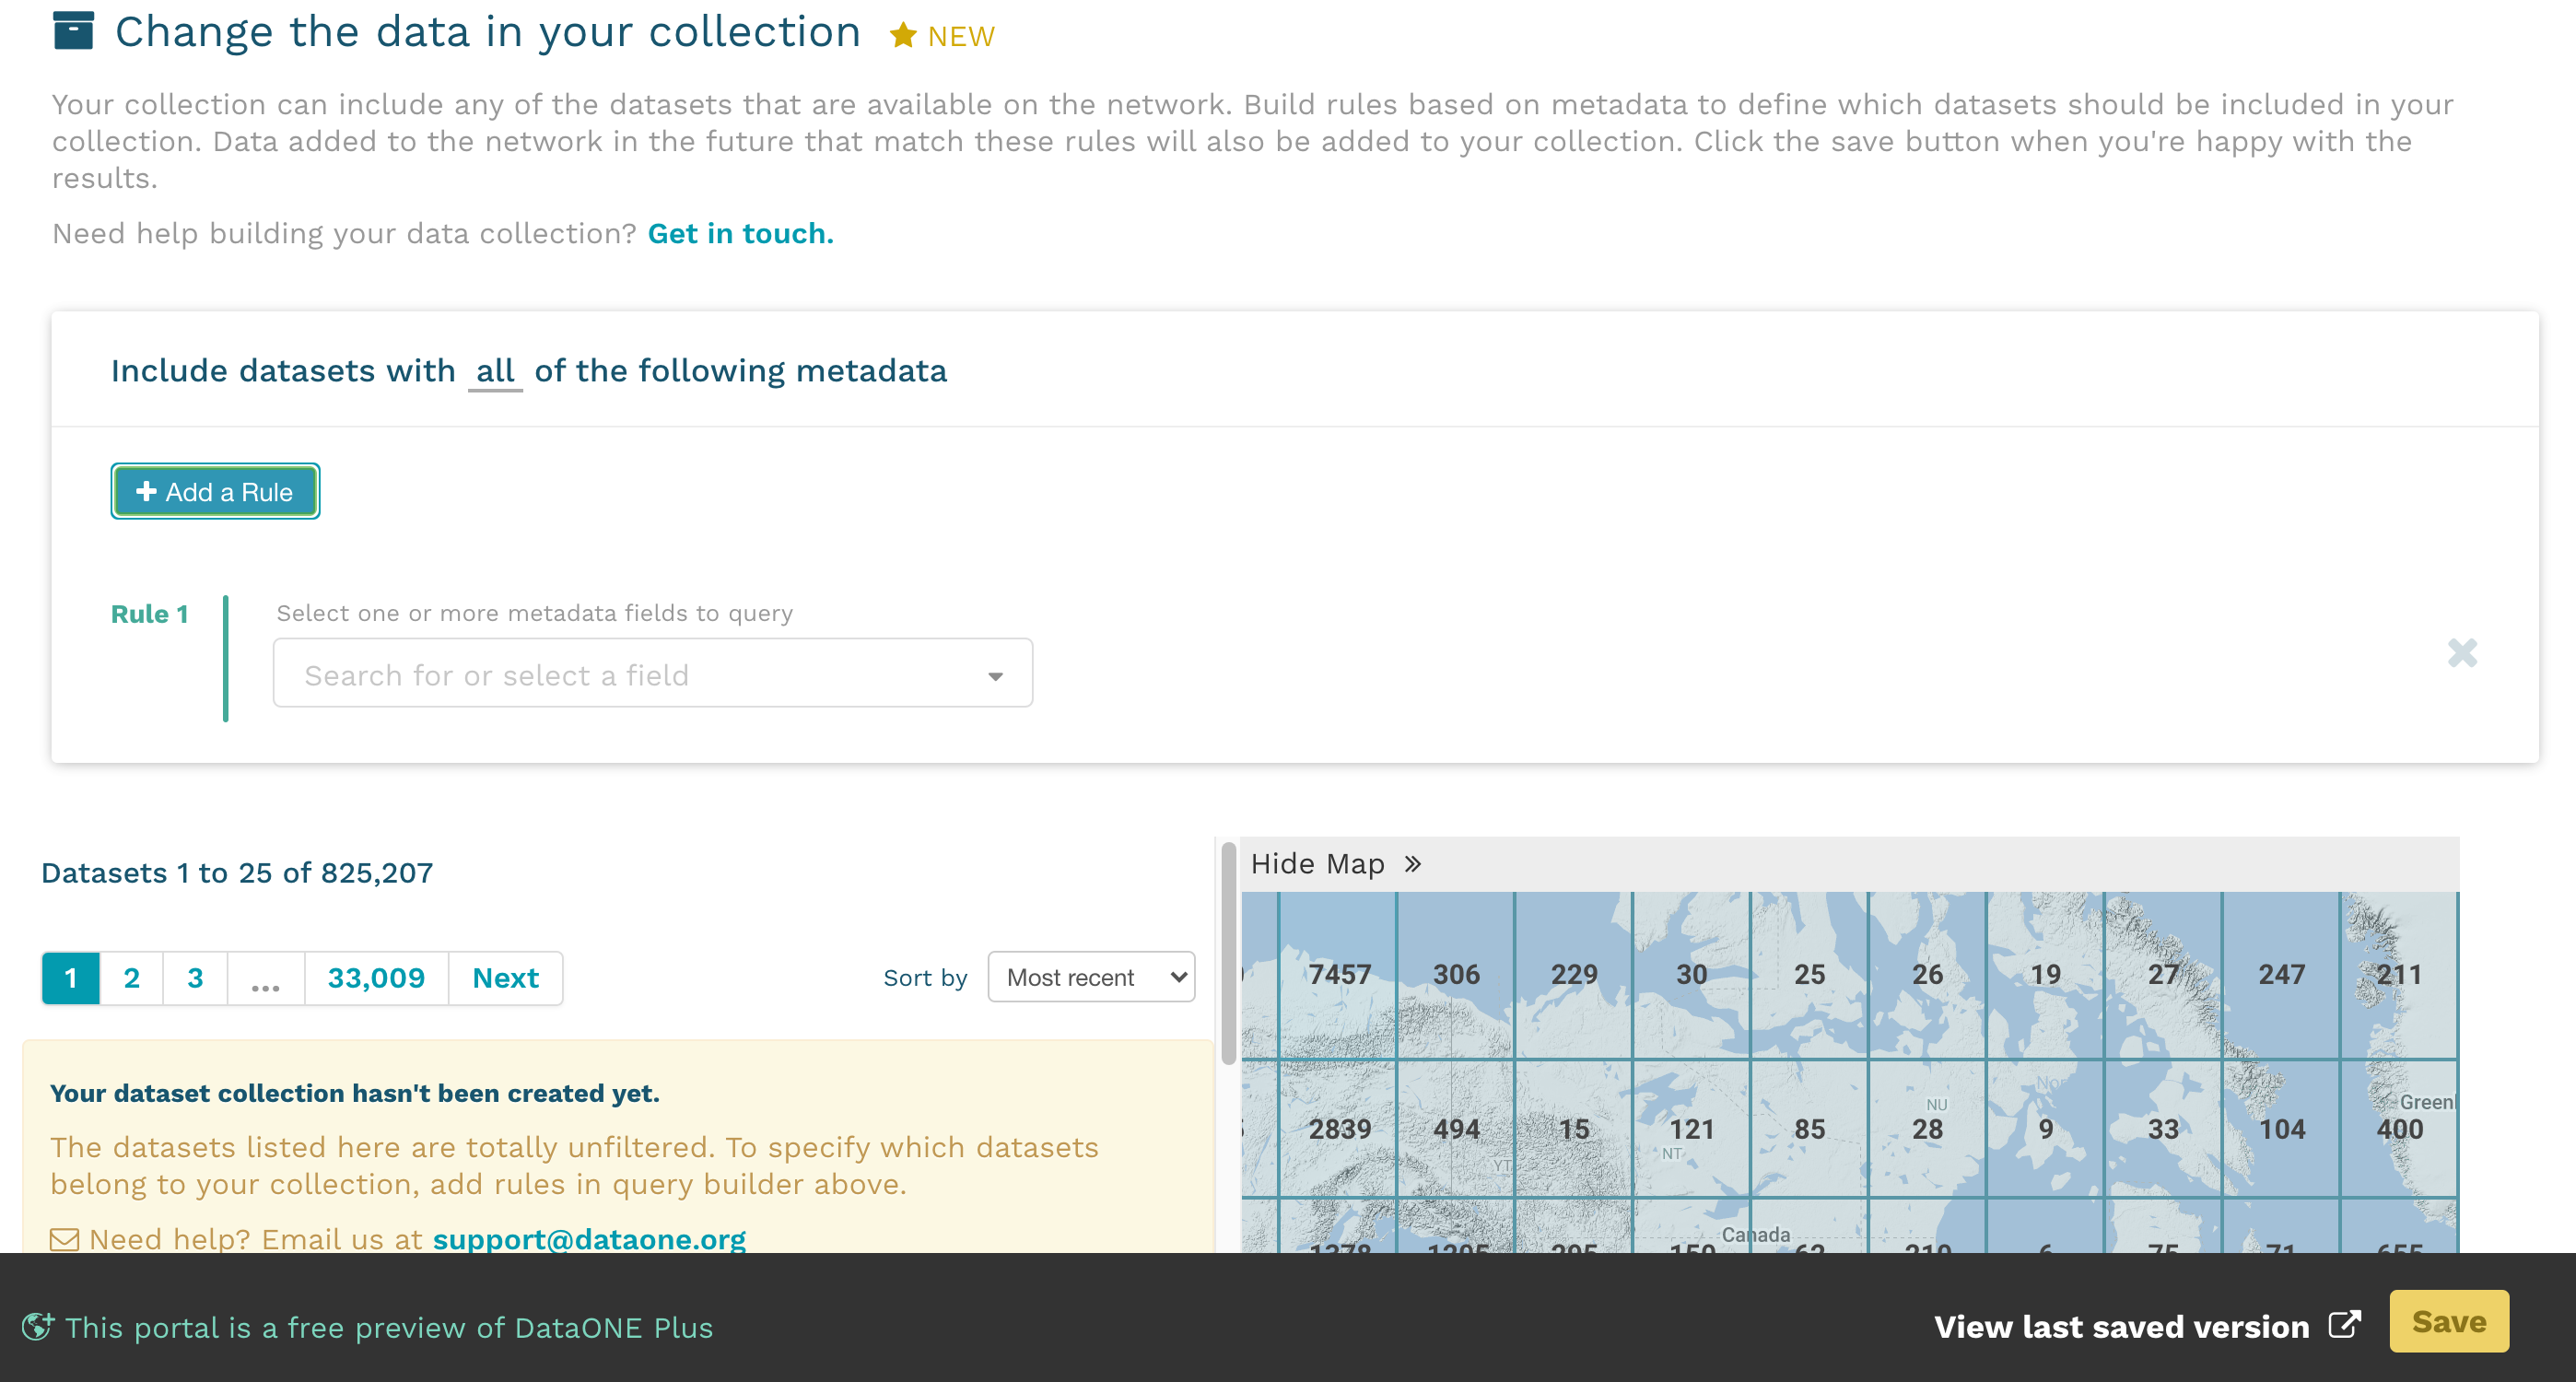 Change the data in your collection NEW
Your collection can include any of the datasets that are available on the network. Build rules based on metadata to define which datasets should be included in your
collection. Data added to the network in the future that match these rules will also be added to your collection. Click the save button when you're happy with the
results.
Need help building your data collection? Get in touch.
Include datasets with all of the following metadata
Add a Rule
Rule 1
Select one or more metadata fields to query
Search for or select a field
Datasets 1 to 25 of 825,207
1 2 3 ... 33,009 Next
Sort by Most recent
Your dataset collection hasn't been created yet.
The datasets listed here are totally unfiltered. To specify which datasets
belong to your collection, add rules in query builder above.
Need help? Email us at support@dataone.org
Hide Map »
7457 306 229 30 25 26 19 27 247 211
NU
2839 494 15 121 85 28 9 33 104 400
YT NT
Canada
This portal is a free preview of DataONE Plus
View last saved version
Save